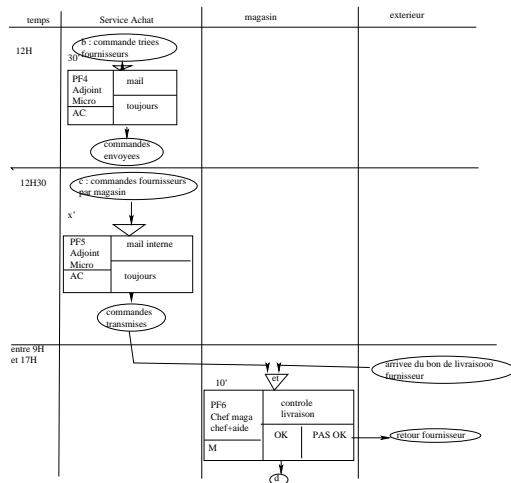 temps
Service Achat
magasin
exterieur
12H
b : commande triees
fournisseurs
30'
PF4
Adjoint
Micro
AC
mail
toujours
commandes
envoyees
12H30
c : commandes fournisseurs
par magasin
x'
PF5
Adjoint
Micro
AC
mail interne
toujours
commandes
transmises
entre 9H
et 17H
arrivee du bon de livraisooo
furnisseur
et
10'
PF6
Chef maga
chef+aide
M
controle
livraison
OK
PAS OK
retour fournisseur
d